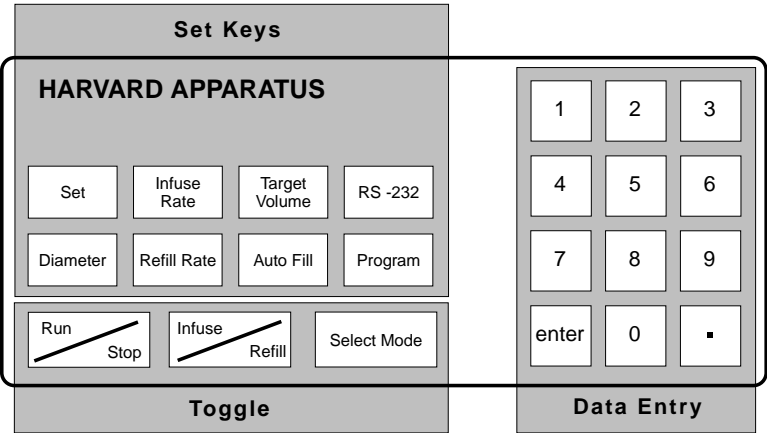 Set Keys
HARVARD APPARATUS
Set
Infuse
Rate
Target
Volume
RS -232
Diameter
Refill Rate
Auto Fill
Program
Run
Stop
Infuse
Refill
Select Mode
Toggle
1 2 3
4 5 6
7 8 9
enter 0 .
Data Entry